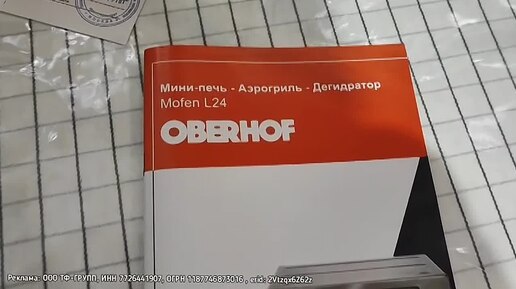 Мини-печь - Аэрогриль - Дегидратор
Mofen L24
OBERHOF
Реклама: ООО ТФ-ГРУПП, ИНН 7726441907, ОГРН 1187746873016 , erid: 2Vtzqx6Z62z